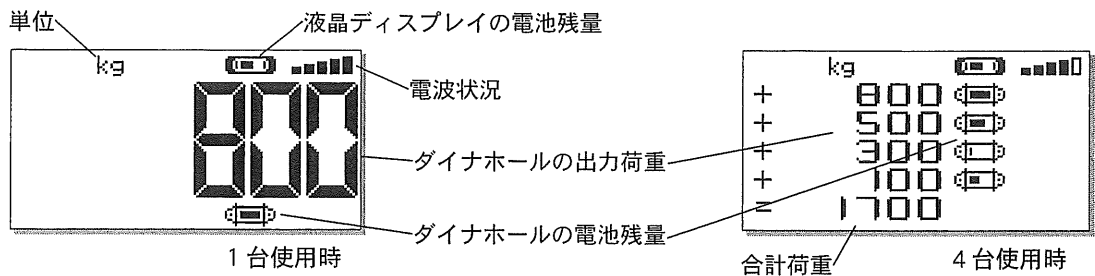 単位
液晶ディスプレイの電池残量
kg
800
電波状況
ダイナホールの出力荷重
ダイナホールの電池残量
1台使用時
kg
+ 800
+ 500
+ 300
+ 100
= 1700
合計荷重
4台使用時